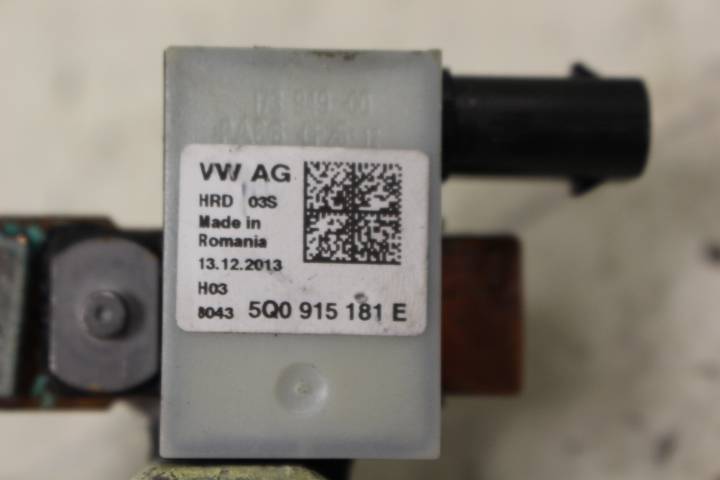 VW AG
HRD 03S
Made in
Romania
13.12.2013
H03
8043 5Q0 915 181 E